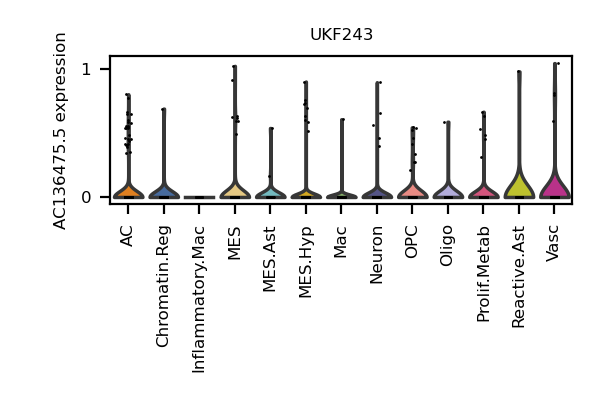 UKF243
AC136475.5 expression
1
0
AC
Chromatin.Reg
Inflammatory.Mac
MES
MES.Ast
MES.Hyp
Mac
Neuron
OPC
Oligo
Prolif.Metab
Reactive.Ast
Vasc